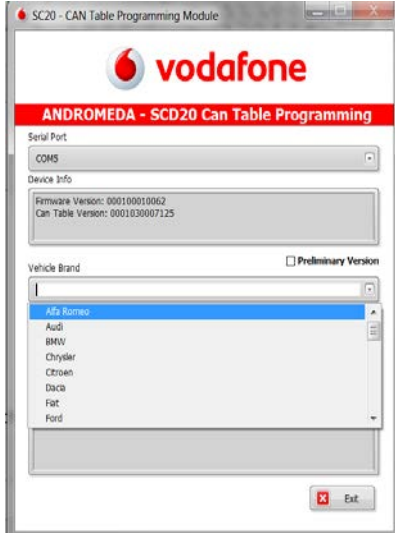 SC20 - CAN Table Programming Module
vodafone
ANDROMEDA - SCD20 Can Table Programming
Serial Port
COM5
Device Info
Firmware Version: 000100010062
Can Table Version: 0001030007125
Preliminary Version
Vehicle Brand
Alfa Romeo
Audi
BMW
Chrysler
Citroen
Dacia
Fiat
Ford
Exit